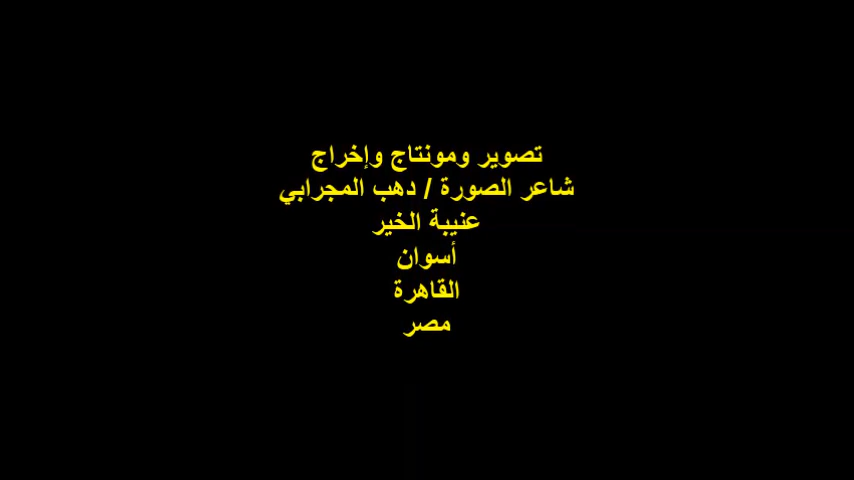 تصوير ومونتاج وإخراج
شاعر الصورة / دهب المجرابي
عنيبة الخير
أسوان
القاهرة
مصر